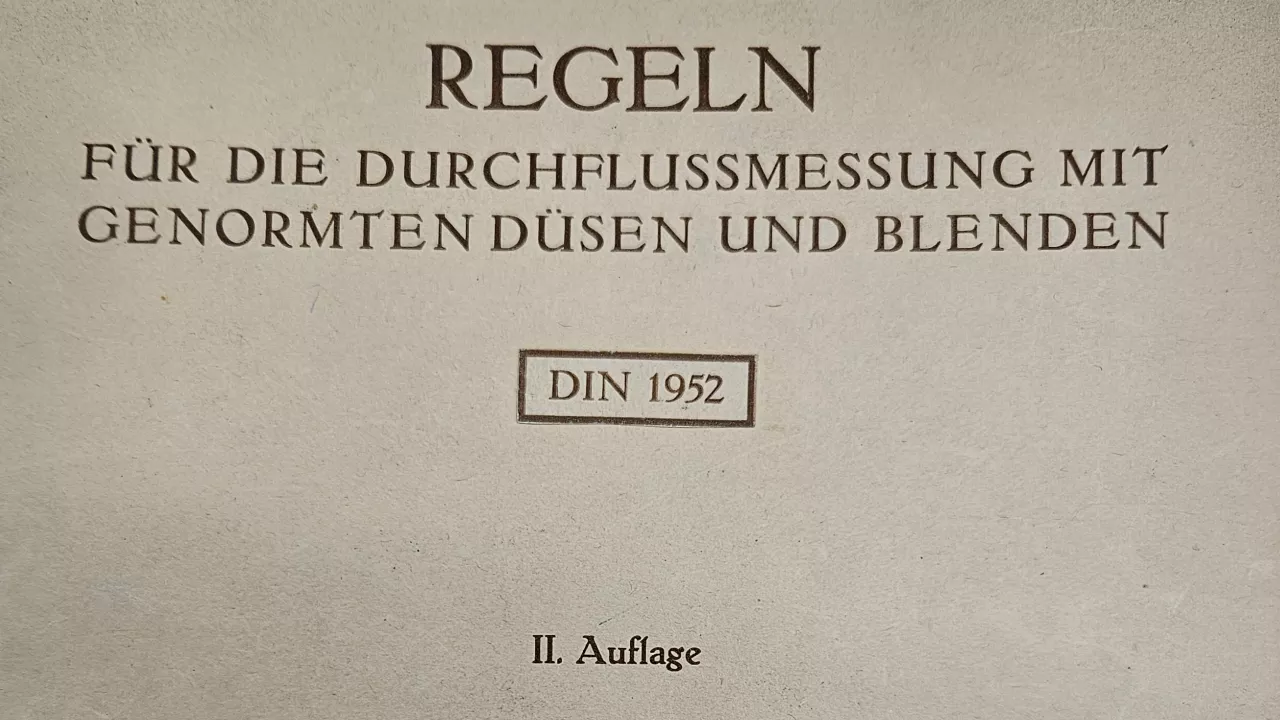 REGELN
FÜR DIE DURCHFLUSSMESSUNG MIT
GENORMTEN DÜSEN UND BLENDEN
DIN 1952
II. Auflage